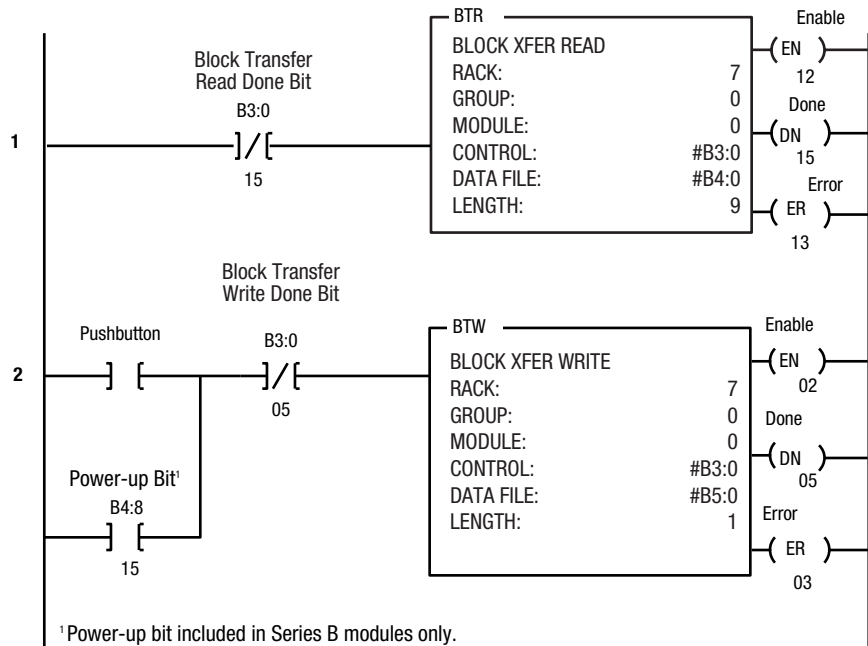 BTR
Enable
BLOCK XFER READ
RACK: 7
GROUP: 0
MODULE: 0
CONTROL: #B3:0
DATA FILE: #B4:0
LENGTH: 9
EN
12
Done
DN
15
Error
ER
13
Block Transfer
Read Done Bit
B3:0
1
15
Block Transfer
Write Done Bit
Pushbutton
B3:0
2
05
Power-up Bit¹
B4:8
15
BTW
Enable
BLOCK XFER WRITE
RACK: 7
GROUP: 0
MODULE: 0
CONTROL: #B3:0
DATA FILE: #B5:0
LENGTH: 1
EN
02
Done
DN
05
Error
ER
03
¹Power-up bit included in Series B modules only.